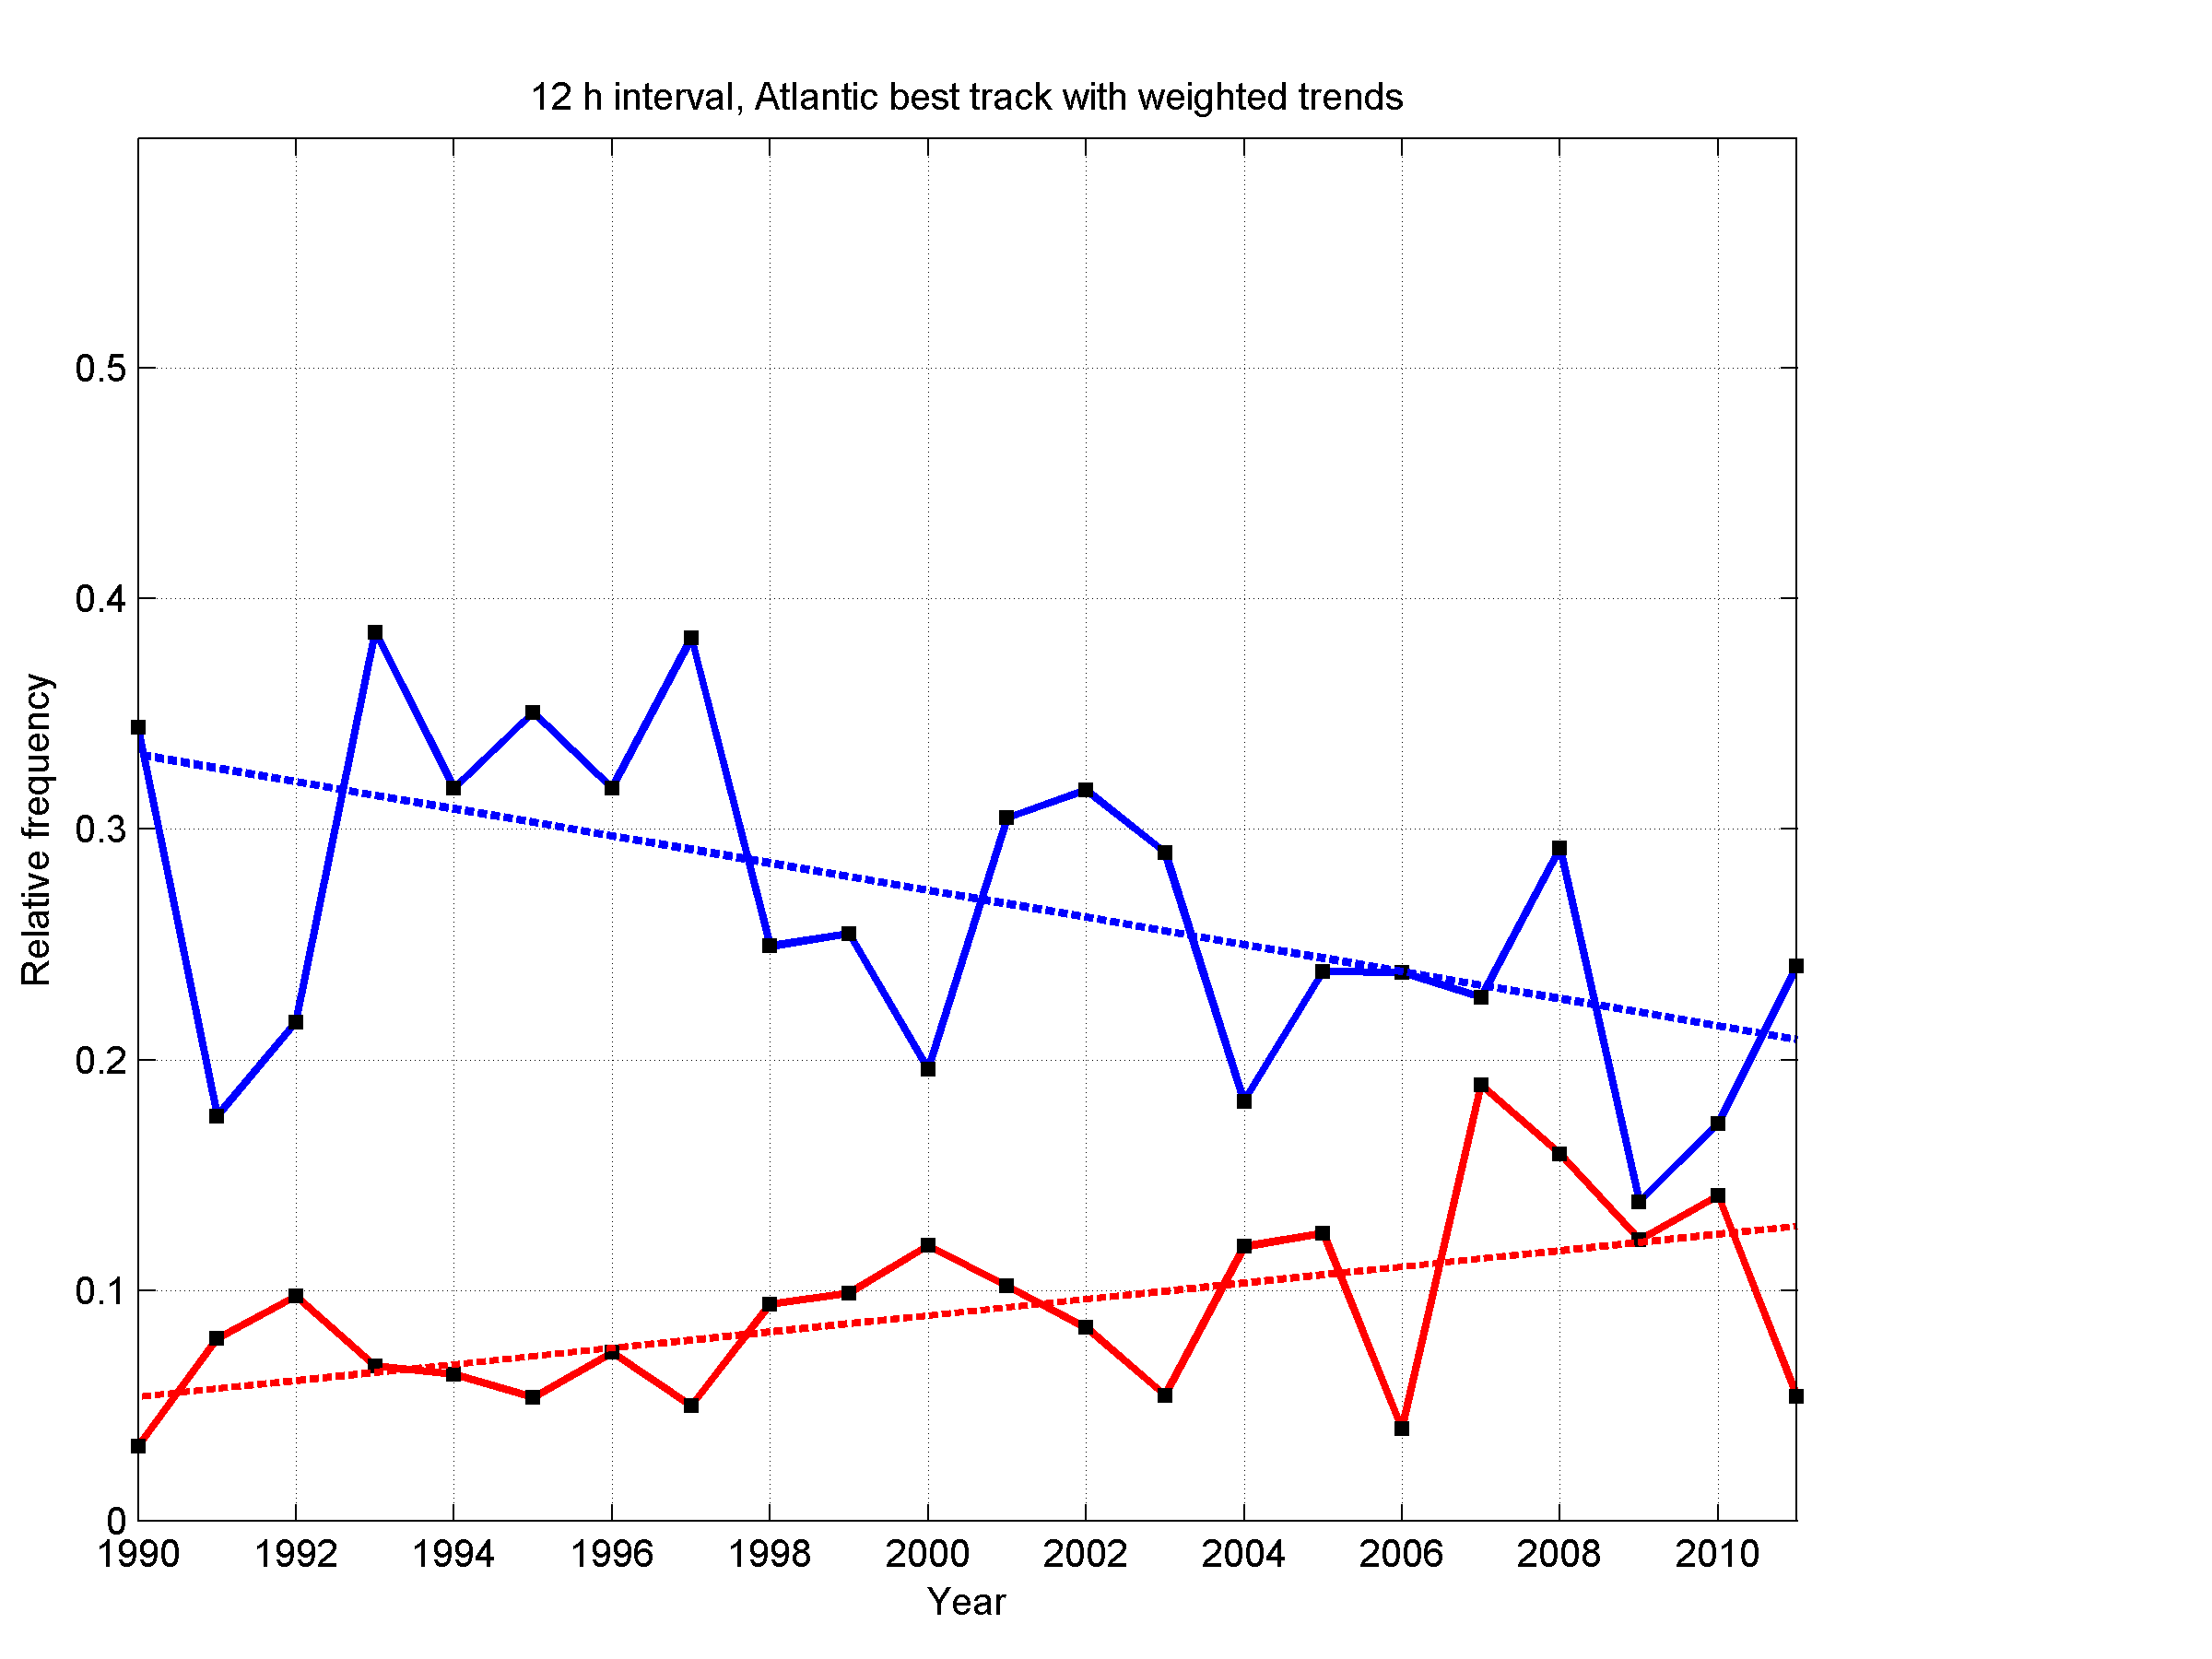 12 h interval, Atlantic best track with weighted trends
Relative frequency
0.5
0.4
0.3
0.2
0.1
0
1990 1992 1994 1996 1998 2000 2002 2004 2006 2008 2010
Year